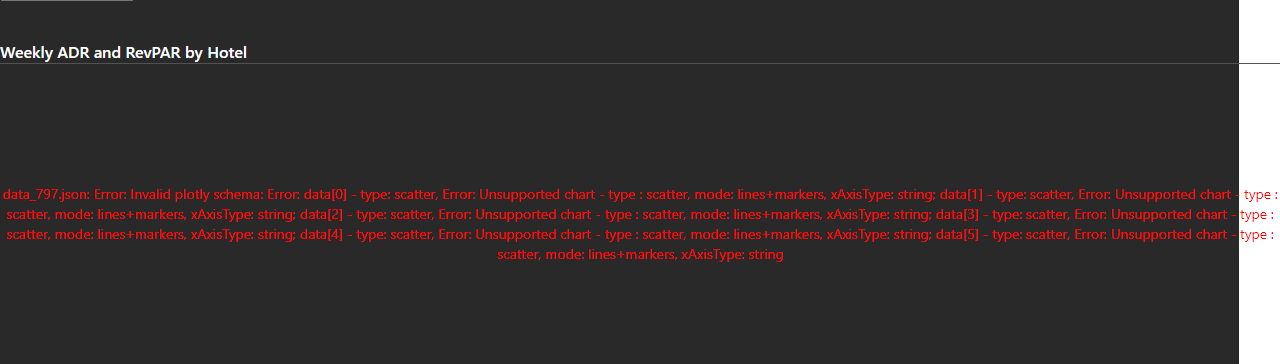 Weekly ADR and RevPAR by Hotel
data_797.json: Error: Invalid plotly schema: Error: data[0] - type: scatter, Error: Unsupported chart - type : scatter, mode: lines+markers, xAxisType: string; data[1] - type: scatter, Error: Unsupported chart - type :
scatter, mode: lines+markers, xAxisType: string; data[2] - type: scatter, Error: Unsupported chart - type : scatter, mode: lines+markers, xAxisType: string; data[3] - type: scatter, Error: Unsupported chart - type :
scatter, mode: lines+markers, xAxisType: string; data[4] - type: scatter, Error: Unsupported chart - type : scatter, mode: lines+markers, xAxisType: string; data[5] - type: scatter, Error: Unsupported chart - type :
scatter, mode: lines+markers, xAxisType: string